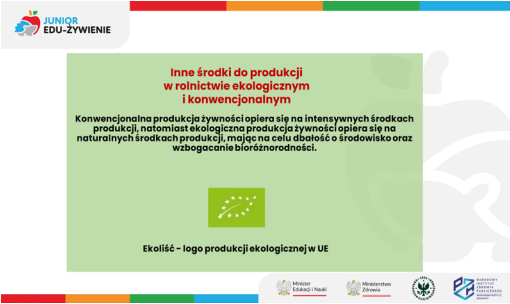 JUNIOR
EDU-ŻYWIENIE
Inne środki do produkcji
w rolnictwie ekologicznym
i konwencjonalnym
Konwencjonalna produkcja żywności opiera się na intensywnych środkach
produkcji, natomiast ekologiczna produkcja żywności opiera się na
naturalnych środkach produkcji, mając na celu dbałość o środowisko oraz
wzbogacanie bioróżnorodności.
Ekoliść - logo produkcji ekologicznej w UE
Minister
Edukacji i Nauki
Ministerstwo
Zdrowia
NARODOWY
INSTYTUT
ZDROWIA
PUBLICZNEGO